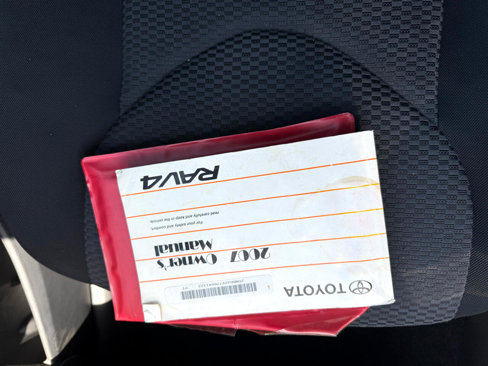 TOYOTA
2007 Owner's
Manual
For your safety and comfort,
read carefully and keep in the vehicle.
RAV4